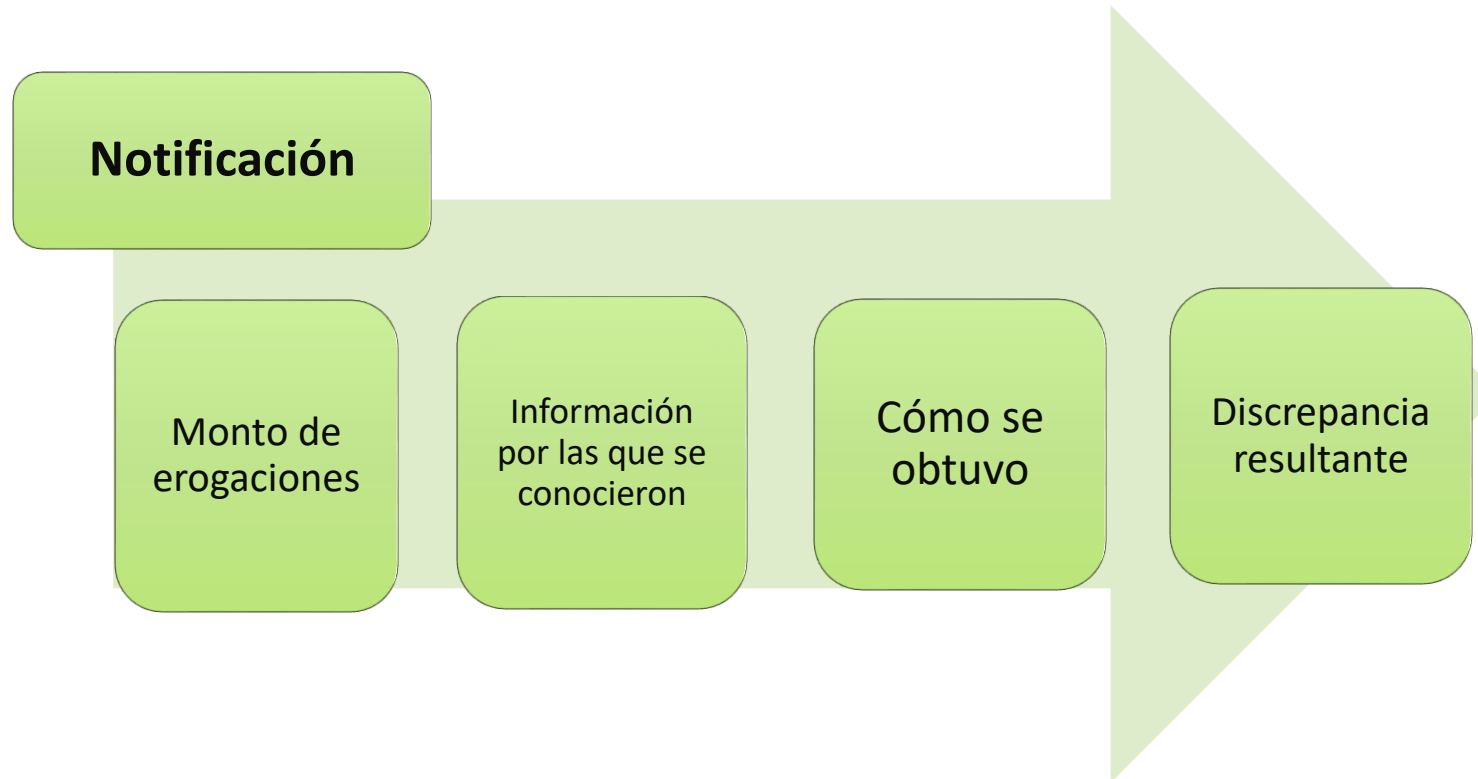 Notificación
Monto de
erogaciones
Información
por las que se
conocieron
Cómo se
obtuvo
Discrepancia
resultante